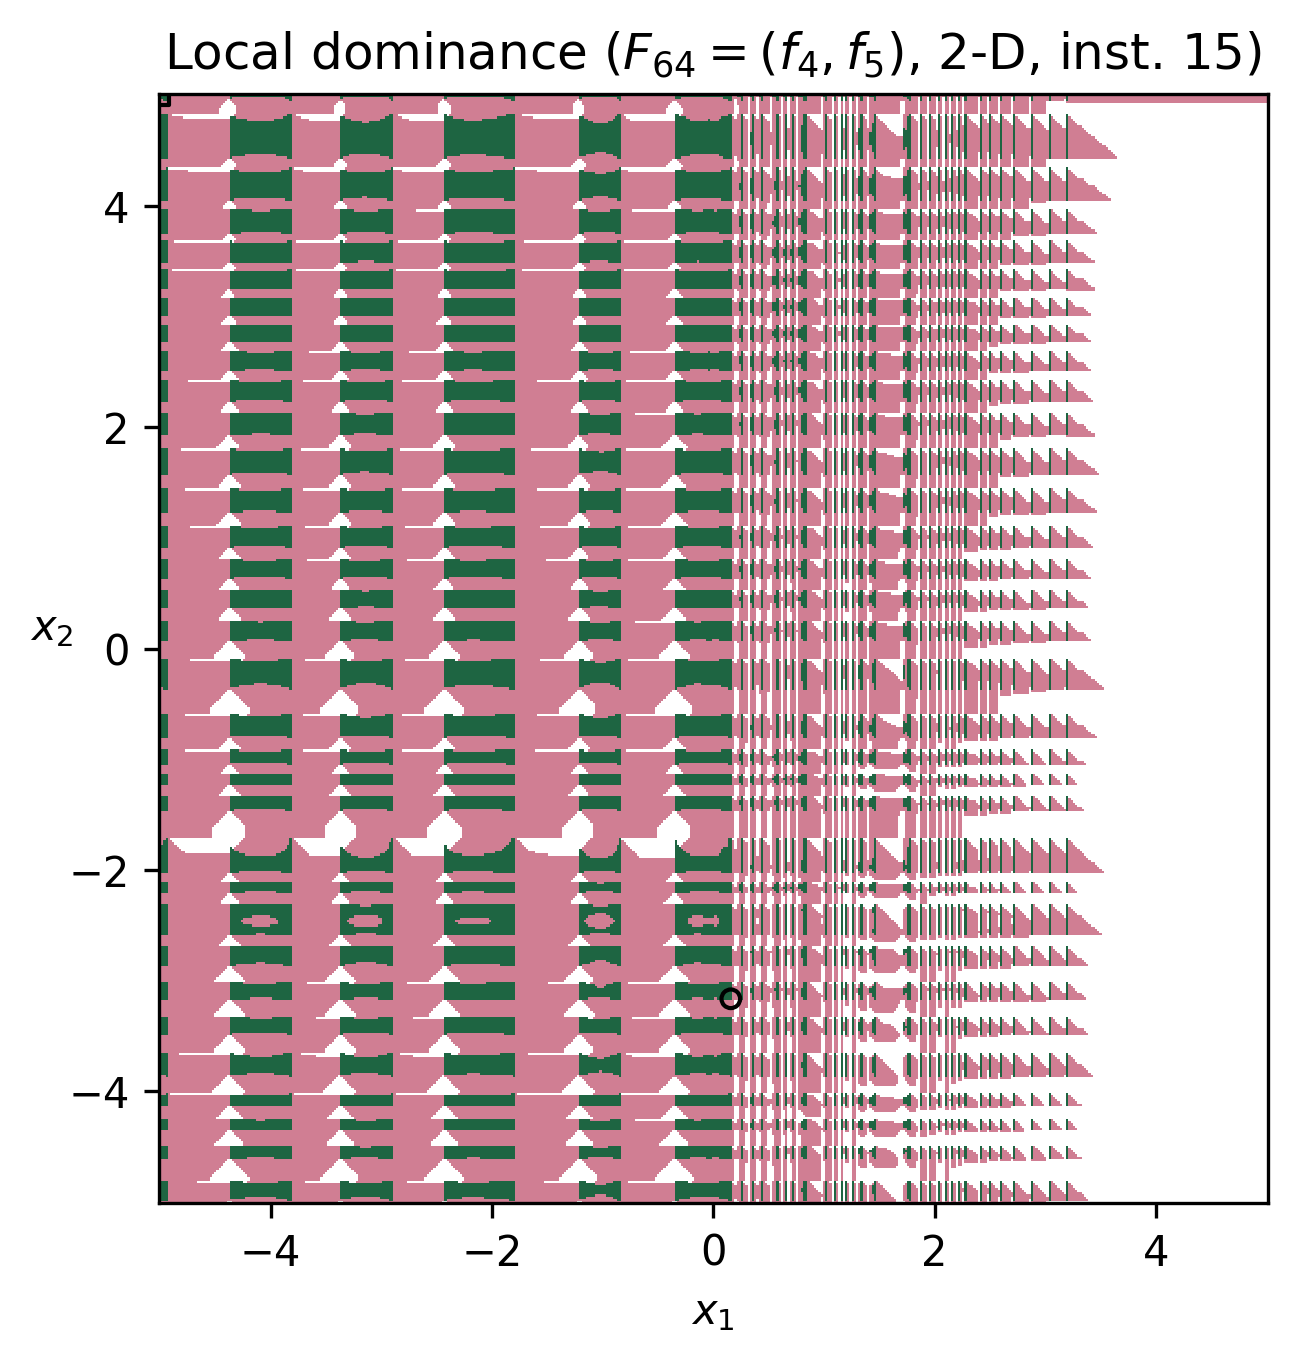 Local dominance (F₆₄ = (f₄, f₅), 2-D, inst. 15)
4
2
0
−2
−4
x₂
−4 −2 0 2 4
x₁